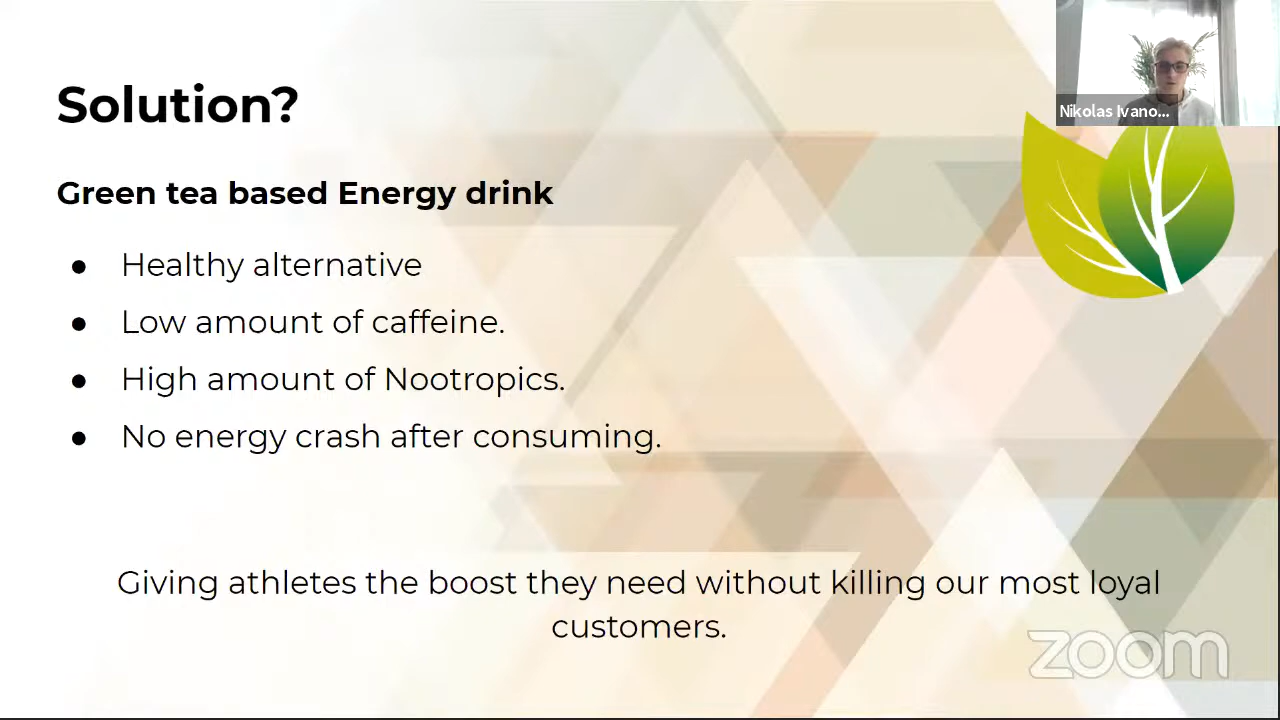 Solution?
Nikolas Ivano...
Green tea based Energy drink
● Healthy alternative
● Low amount of caffeine.
● High amount of Nootropics.
● No energy crash after consuming.
Giving athletes the boost they need without killing our most loyal
customers.
zoom